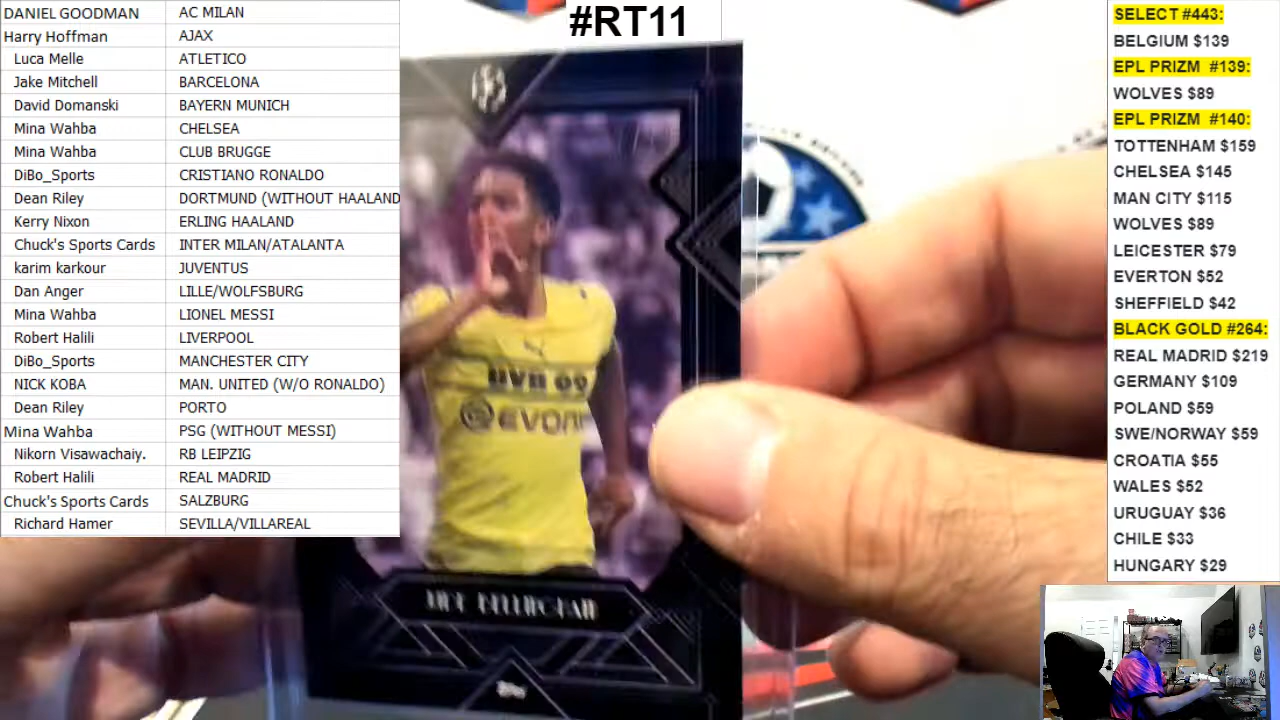 #RT11
DANIEL GOODMAN AC MILAN
Harry Hoffman AJAX
Luca Melle ATLETICO
Jake Mitchell BARCELONA
David Domanski BAYERN MUNICH
Mina Wahba CHELSEA
Mina Wahba CLUB BRUGGE
DiBo_Sports CRISTIANO RONALDO
Dean Riley DORTMUND (WITHOUT HAALAND
Kerry Nixon ERLING HAALAND
Chuck's Sports Cards INTER MILAN/ATALANTA
karim karkour JUVENTUS
Dan Anger LILLE/WOLFSBURG
Mina Wahba LIONEL MESSI
Robert Halili LIVERPOOL
DiBo_Sports MANCHESTER CITY
NICK KOBA MAN. UNITED (W/O RONALDO)
Dean Riley PORTO
Mina Wahba PSG (WITHOUT MESSI)
Nikorn Visawachaiy. RB LEIPZIG
Robert Halili REAL MADRID
Chuck's Sports Cards SALZBURG
Richard Hamer SEVILLA/VILLAREAL
SELECT #443:
BELGIUM $139
EPL PRIZM #139:
WOLVES $89
EPL PRIZM #140:
TOTTENHAM $159
CHELSEA $145
MAN CITY $115
WOLVES $89
LEICESTER $79
EVERTON $52
SHEFFIELD $42
BLACK GOLD #264:
REAL MADRID $219
GERMANY $109
POLAND $59
SWE/NORWAY $59
CROATIA $55
WALES $52
URUGUAY $36
CHILE $33
HUNGARY $29